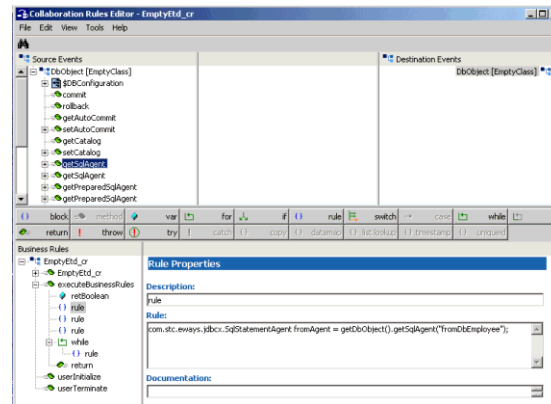 Collaboration Rules Editor - EmptyEtd_cr
File Edit View Tools Help
Source Events
Destination Events
DbObject [EmptyClass]
DbObject [EmptyClass]
$DBConfiguration
commit
rollback
getAutoCommit
setAutoCommit
getCatalog
setCatalog
getSqlAgent
getSqlAgent
getPreparedSqlAgent
getPreparedSqlAgent
block method var for if rule switch case while
return throw try catch copy datamap list lookup timestamp uniqueid
Business Rules
EmptyEtd_cr
EmptyEtd_cr
executeBusinessRules
retBoolean
rule
rule
rule
while
rule
return
userInitialize
userTerminate
Rule Properties
Description:
rule
Rule:
com.stc.eways.jdbcx.SqlStatementAgent fromAgent = getDbObject().getSqlAgent("fromDbEmployee");
Documentation: